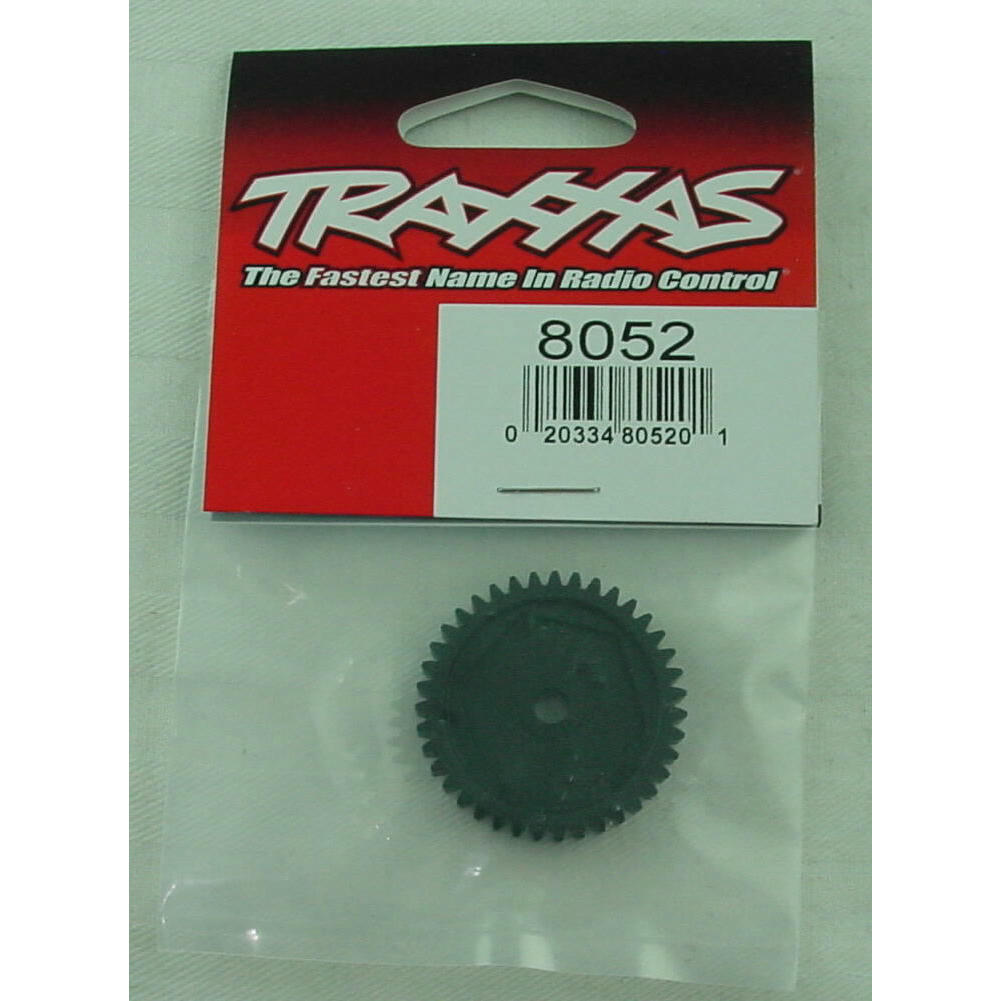 TRAXXAS
The Fastest Name In Radio Control
8052
0 20334 80520 1